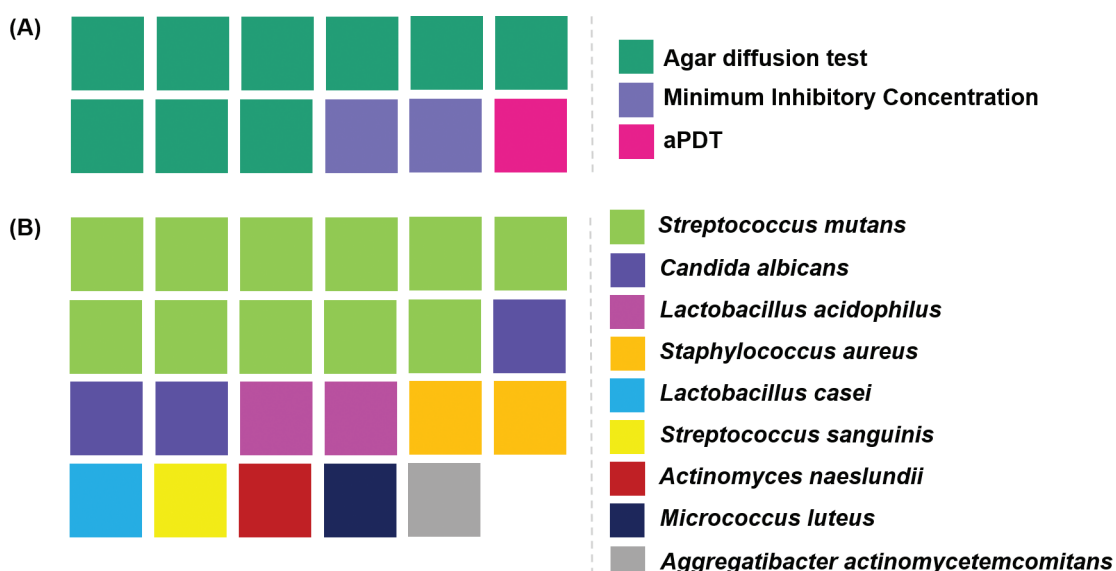 (A)
Agar diffusion test
Minimum Inhibitory Concentration
aPDT
(B)
Streptococcus mutans
Candida albicans
Lactobacillus acidophilus
Staphylococcus aureus
Lactobacillus casei
Streptococcus sanguinis
Actinomyces naeslundii
Micrococcus luteus
Aggregatibacter actinomycetemcomitans